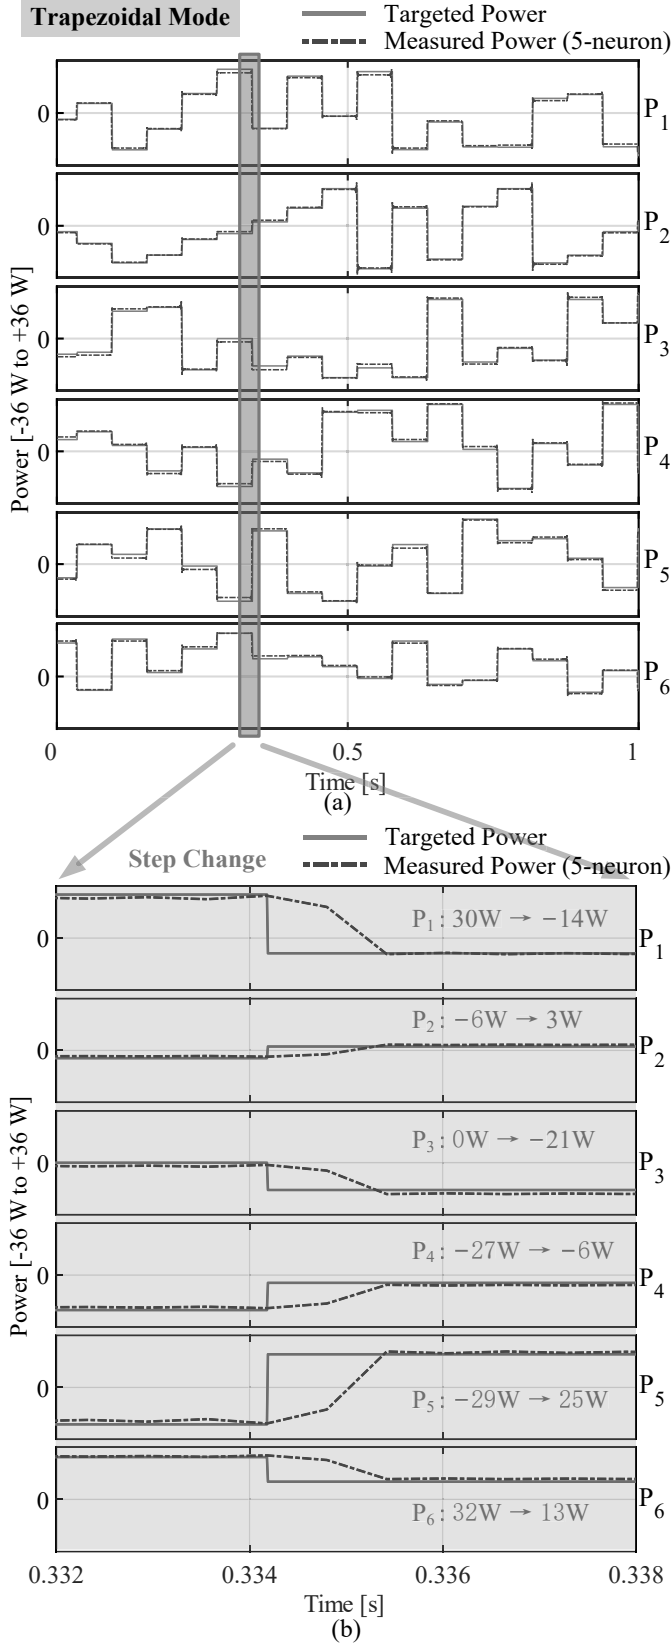 Trapezoidal Mode
Targeted Power
Measured Power (5-neuron)
Power [-36 W to +36 W]
0 P1
0 P2
0 P3
0 P4
0 P5
0 P6
0 0.5 1
Time [s]
(a)
Targeted Power
Measured Power (5-neuron)
Step Change
Power [-36 W to +36 W]
P1: 30W → −14W
0 P1
P2: −6W → 3W
0 P2
P3: 0W → −21W
0 P3
P4: −27W → −6W
0 P4
0 P5
P5: −29W → 25W
0 P6
P6: 32W → 13W
0.332 0.334 0.336 0.338
Time [s]
(b)